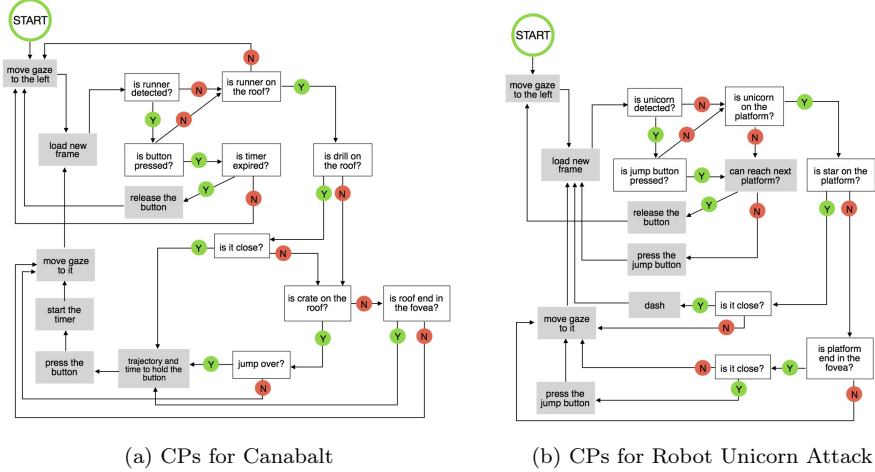 START
move gaze
to the left
load new
frame
is runner
detected?
N
is runner on
the roof?
N
Y
Y
N
is button
pressed?
Y
is timer
expired?
Y
N
release the
button
is drill on
the roof?
Y
N
is it close?
Y
N
move gaze
to it
start the
timer
press the
button
is crate on the
roof?
N
is roof end in
the fovea?
Y
Y
N
trajectory and
time to hold the
button
Y
jump over?
N
(a) CPs for Canabalt
START
move gaze
to the left
load new
frame
is unicorn
detected?
N
is unicorn
on the
platform?
Y
Y
N
N
is jump button
pressed?
Y
can reach next
platform?
is star on the
platform?
Y
N
Y
N
release the
button
press the
jump button
dash
Y
is it close?
N
move gaze
to it
is platform
end in the
fovea?
N
is it close?
Y
Y
N
press the
jump button
(b) CPs for Robot Unicorn Attack